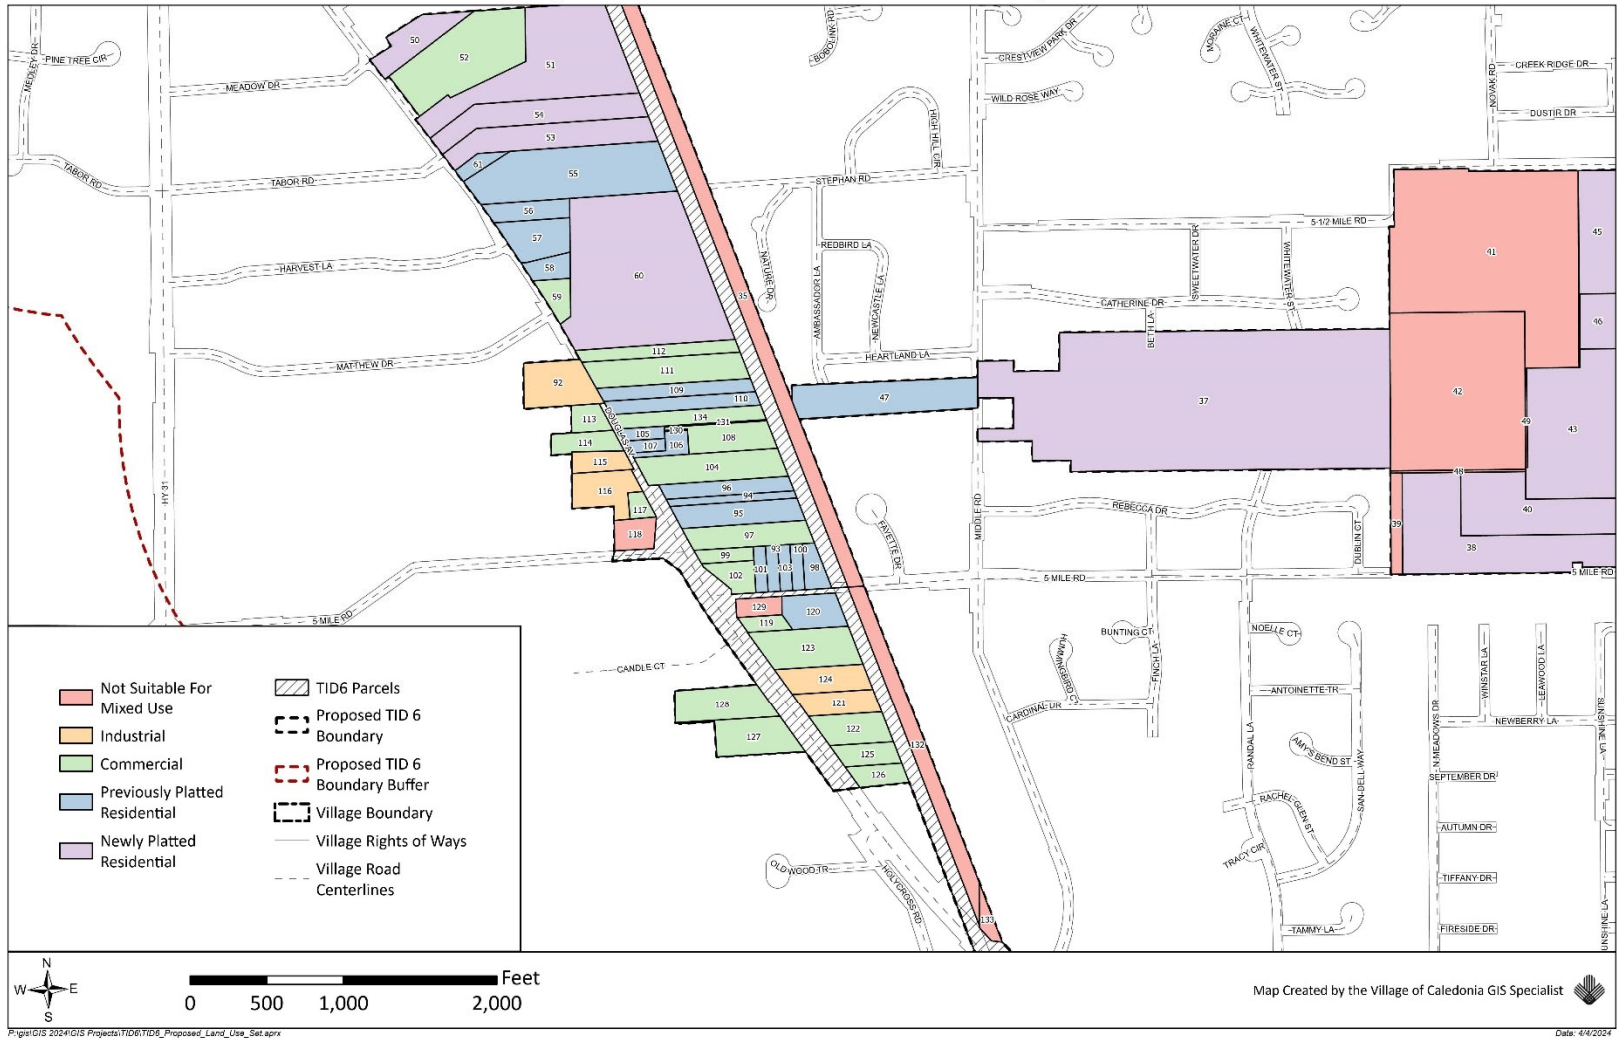 BOBOLINK RD
CRESTVIEW PARK DR
MORAINE CT
WHITEWATER ST
PINE TREE CIR
MEDLEY DR
MEADOW DR
WILD ROSE WAY
NOVAK RD
CREEK RIDGE DR
DUSTIR DR
HIGH HILL CIR
TABOR RD
TABOR RD
STEPHAN RD
5-1/2 MILE RD
HARVEST LA
REDBIRD LA
NATURE DR
AMBASSADOR LA
NEWCASTLE LA
SWEETWATER DR
WHITEWATER ST
CATHERINE DR
BETH LA
HEARTLAND LA
MATTHEW DR
DOUGLAS AV
HY 31
MIDDLE RD
REBECCA DR
DUBLIN CT
FAYETTE DR
5 MILE RD
5 MILE RD
5 MILE RD
CANDLE CT
BUNTING CT
HUMMINGBIRD CT
FINCH LA
CARDINAL DR
NOELLE CT
ANTOINETTE TR
RANDAL LA
AMYS BEND ST
SAN-DELL-WAY
RACHEL GLEN ST
TRACY CIR
TAMMY LA
N MEADOWS DR
WINSTAR LA
LEAWOOD LA
SUNSHINE LA
NEWBERRY LA
SEPTEMBER DR
AUTUMN DR
TIFFANY DR
FIRESIDE DR
UNSHINE LA
OLD WOOD TR
HOLYCROSS RD
50
52
51
54
53
61
55
56
57
58
59
60
35
41
45
46
112
111
92
109
110
47
37
42
49
43
113
134
131
105
130
114
107
106
108
115
104
48
116
96
94
117
95
40
118
97
39
99
93
100
38
101
103
98
102
129
120
119
123
124
121
128
122
132
127
125
126
133
Not Suitable For
Mixed Use
Industrial
Commercial
Previously Platted
Residential
Newly Platted
Residential
TID6 Parcels
Proposed TID 6
Boundary
Proposed TID 6
Boundary Buffer
Village Boundary
Village Rights of Ways
Village Road
Centerlines
N
W E
S
Feet
0 500 1,000 2,000
Map Created by the Village of Caledonia GIS Specialist
P:\gis\GIS 2024\GIS Projects\TID6\TID6_Proposed_Land_Use_Set.aprx
Date: 4/4/2024